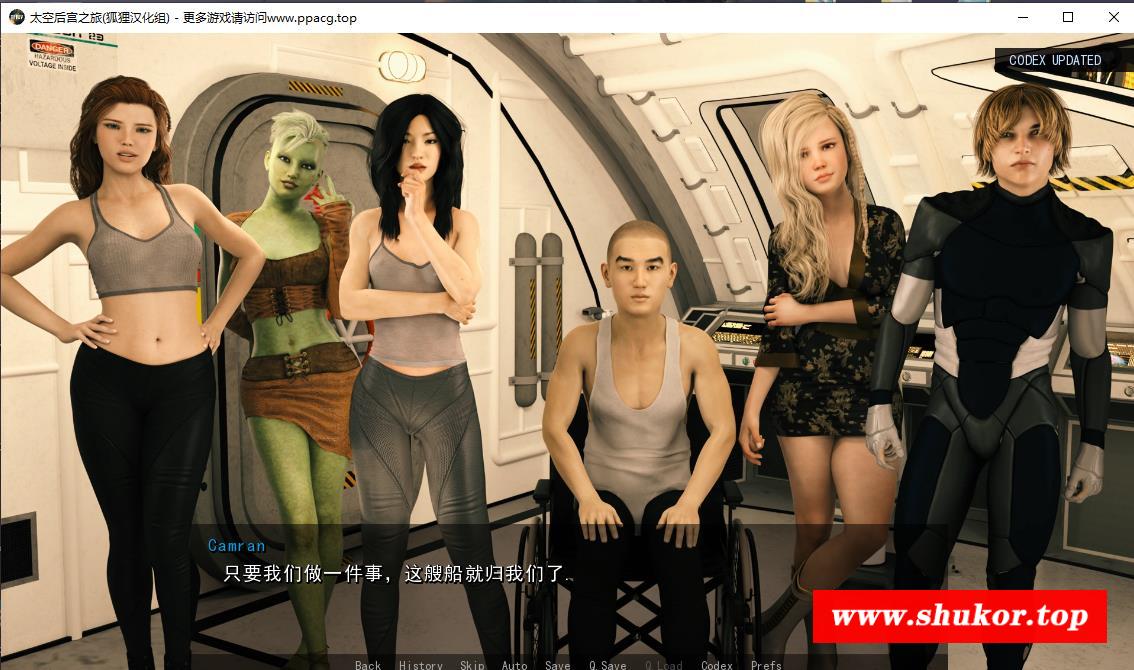 太空后宫之旅(狐狸汉化组) - 更多游戏请访问www.ppacg.top
DANGER
HAZARDOUS
VOLTAGE INSIDE
CODEX UPDATED
Camran
只要我们做一件事，这艘船就归我们了.
www.shukor.top
Back History Skip Auto Save Q.Save Q.Load Codex Prefs